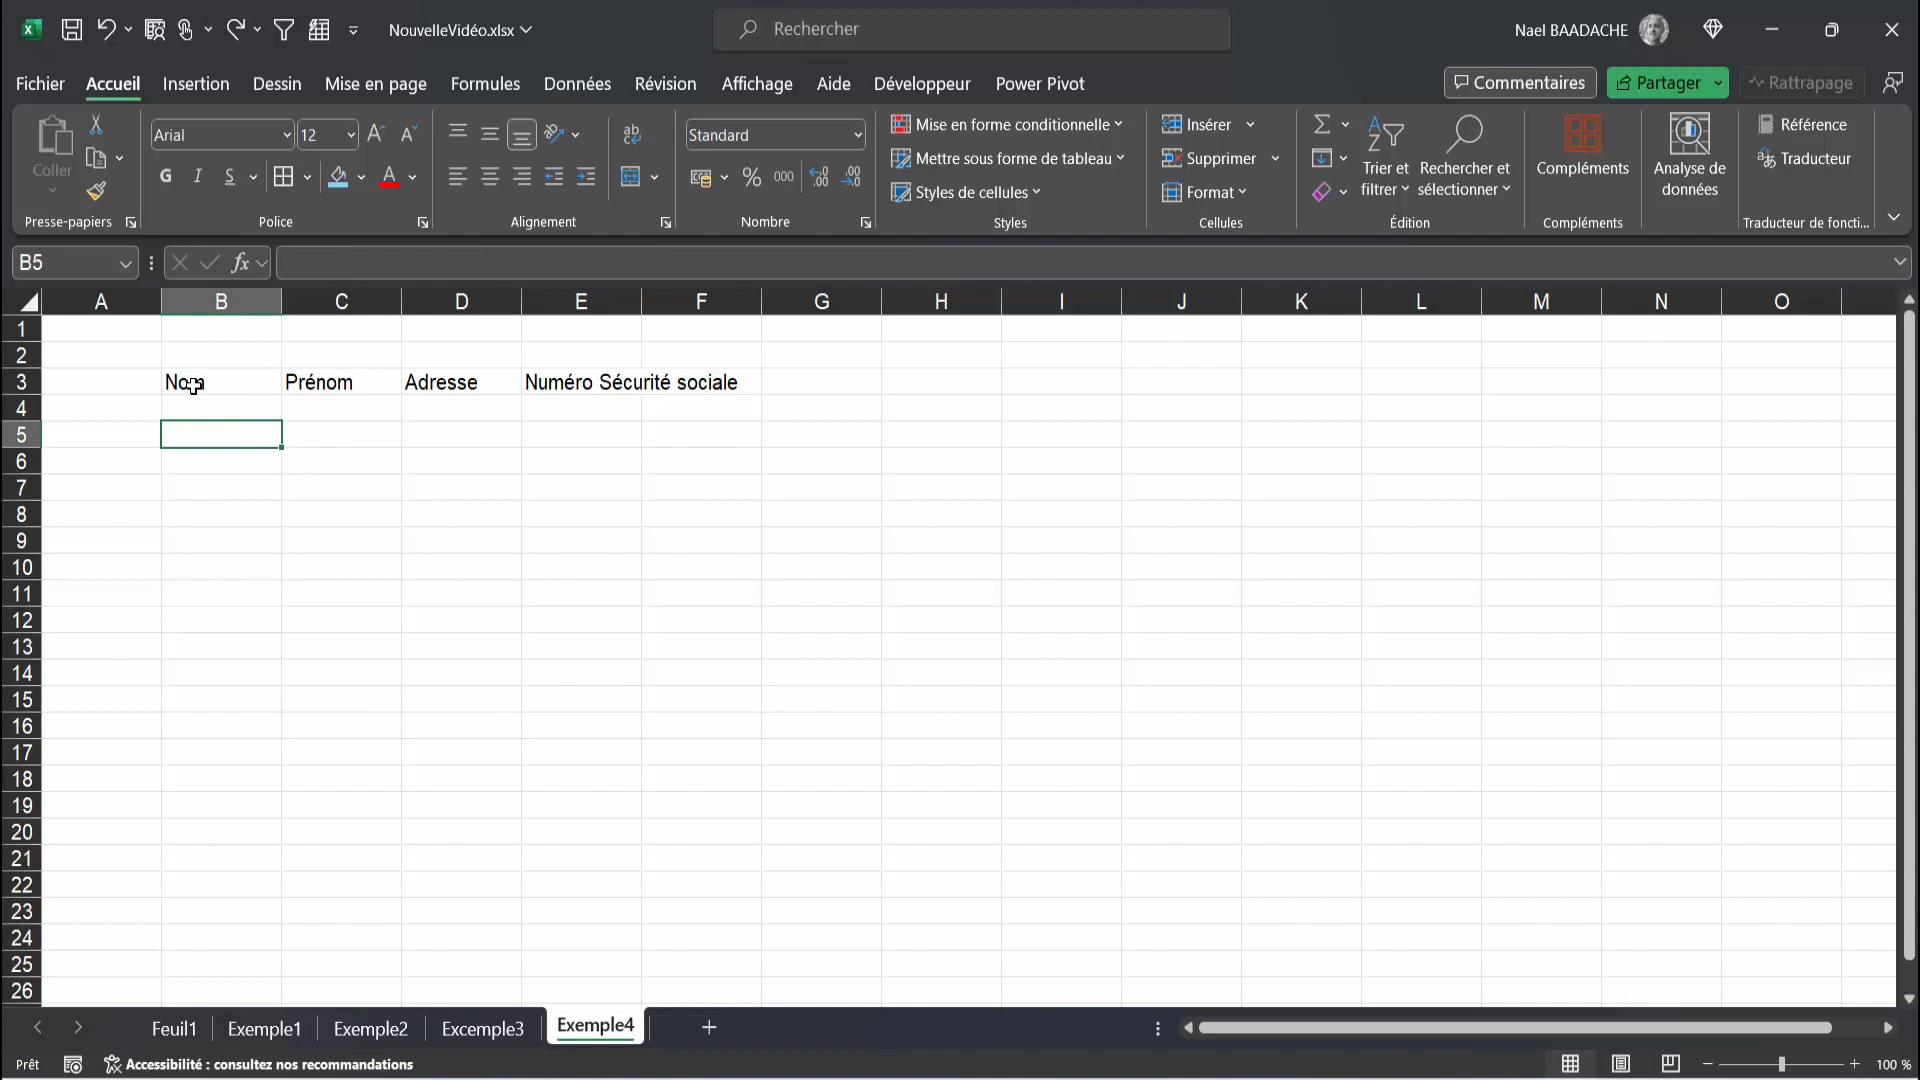 NouvelleVidéo.xlsx
Rechercher
Nael BAADACHE
Fichier Accueil Insertion Dessin Mise en page Formules Données Révision Affichage Aide Développeur Power Pivot
Commentaires Partager Rattrapage
Coller
Presse-papiers
Arial 12
G I S A
Police
ab
Alignement
Standard
% 000
Nombre
Mise en forme conditionnelle
Mettre sous forme de tableau
Styles de cellules
Styles
Insérer
Supprimer
Format
Cellules
Trier et filtrer
Rechercher et sélectionner
Édition
Compléments
Compléments
Analyse de données
Référence
Traducteur
Traducteur de foncti...
B5 fx
A B C D E F G H I J K L M N O
1
2
3 Nom Prénom Adresse Numéro Sécurité sociale
4
5
6
7
8
9
10
11
12
13
14
15
16
17
18
19
20
21
22
23
24
25
26
Feuil1 Exemple1 Exemple2 Excemple3 Exemple4
Prêt Accessibilité : consultez nos recommandations 100 %